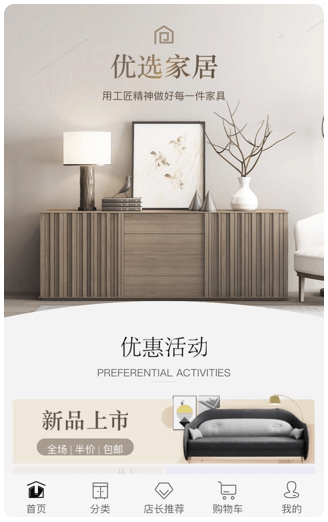 优选家居
用工匠精神做好每一件家具
优惠活动
PREFERENTIAL ACTIVITIES
新品上市
全场 | 半价 | 包邮
首页 分类 店长推荐 购物车 我的